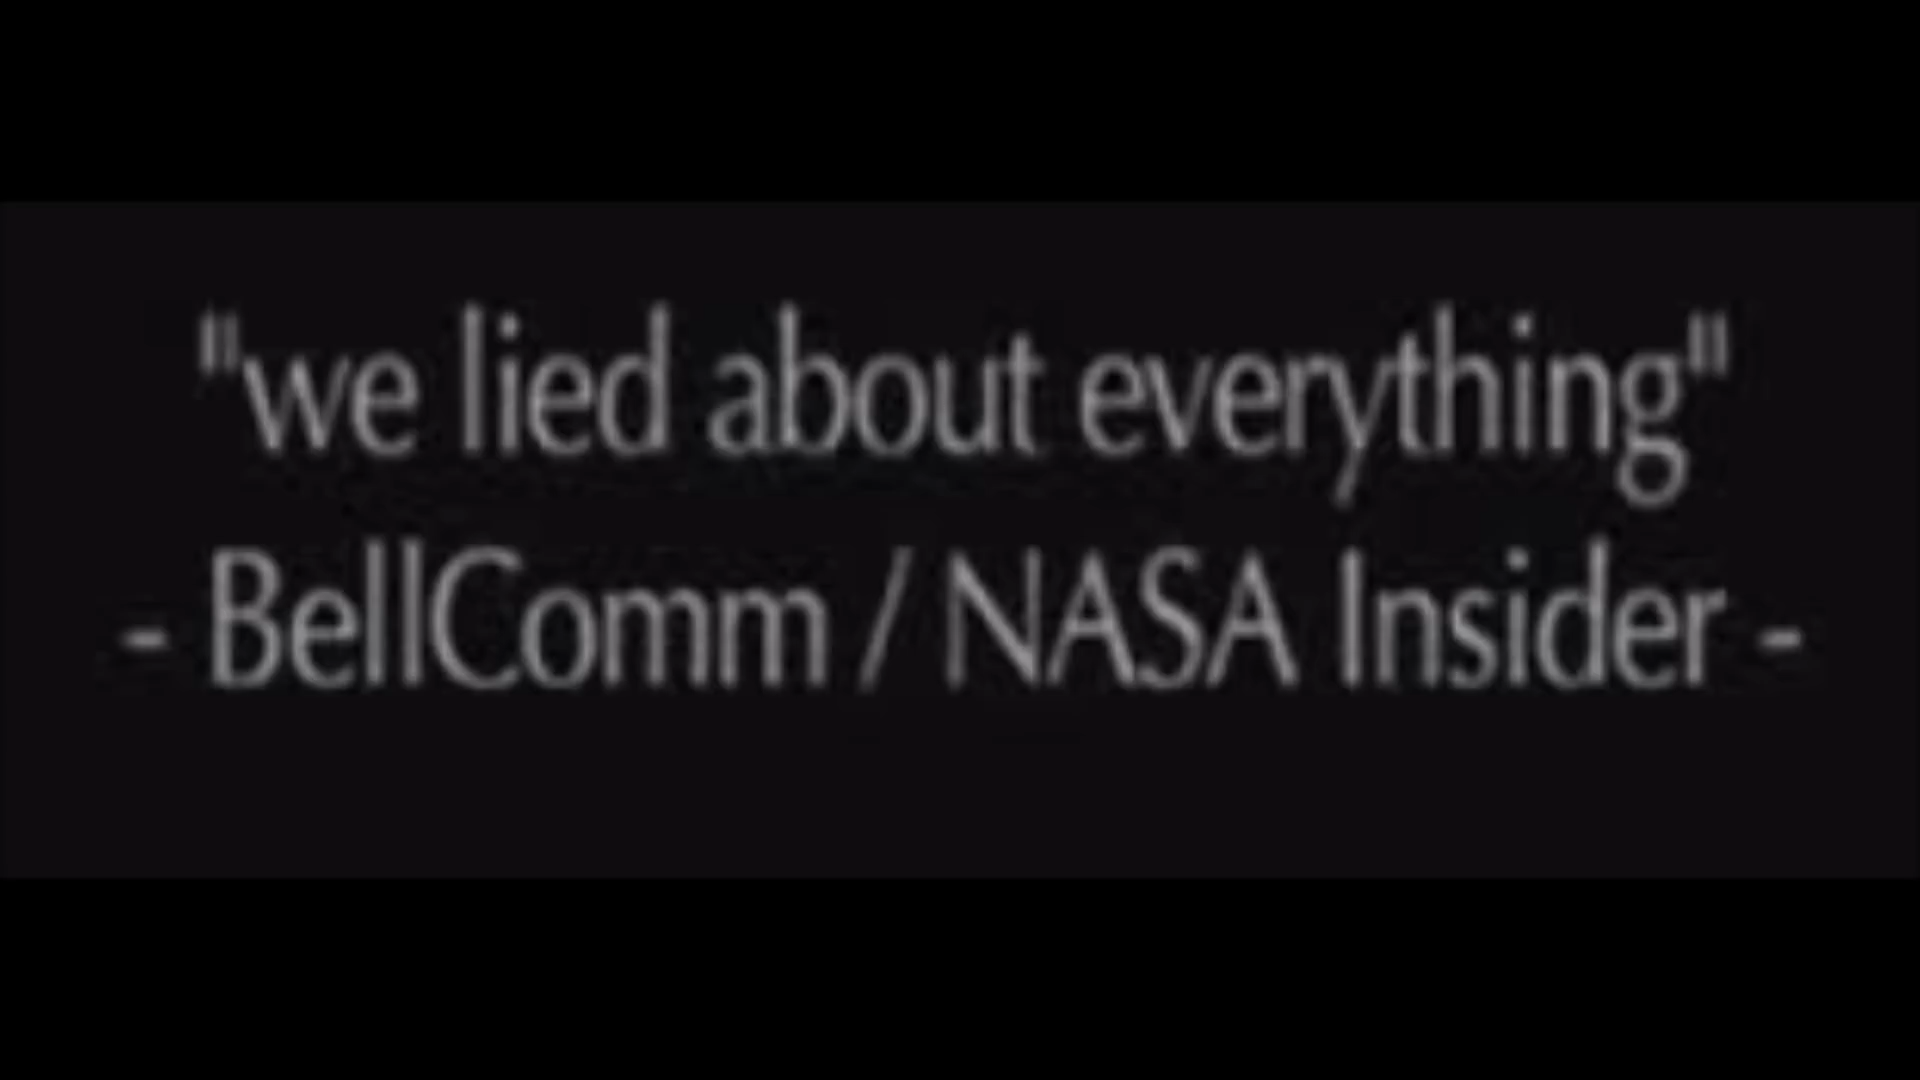 "we lied about everything"
- BellComm / NASA Insider -